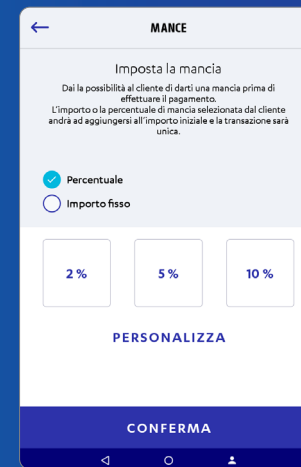 MANCE
Imposta la mancia
Dai la possibilità al cliente di darti una mancia prima di
effettuare il pagamento.
L'importo o la percentuale di mancia selezionata dal cliente
andrà ad aggiungersi all'importo iniziale e la transazione sarà
unica.
Percentuale
Importo fisso
2 %
5 %
10 %
PERSONALIZZA
CONFERMA